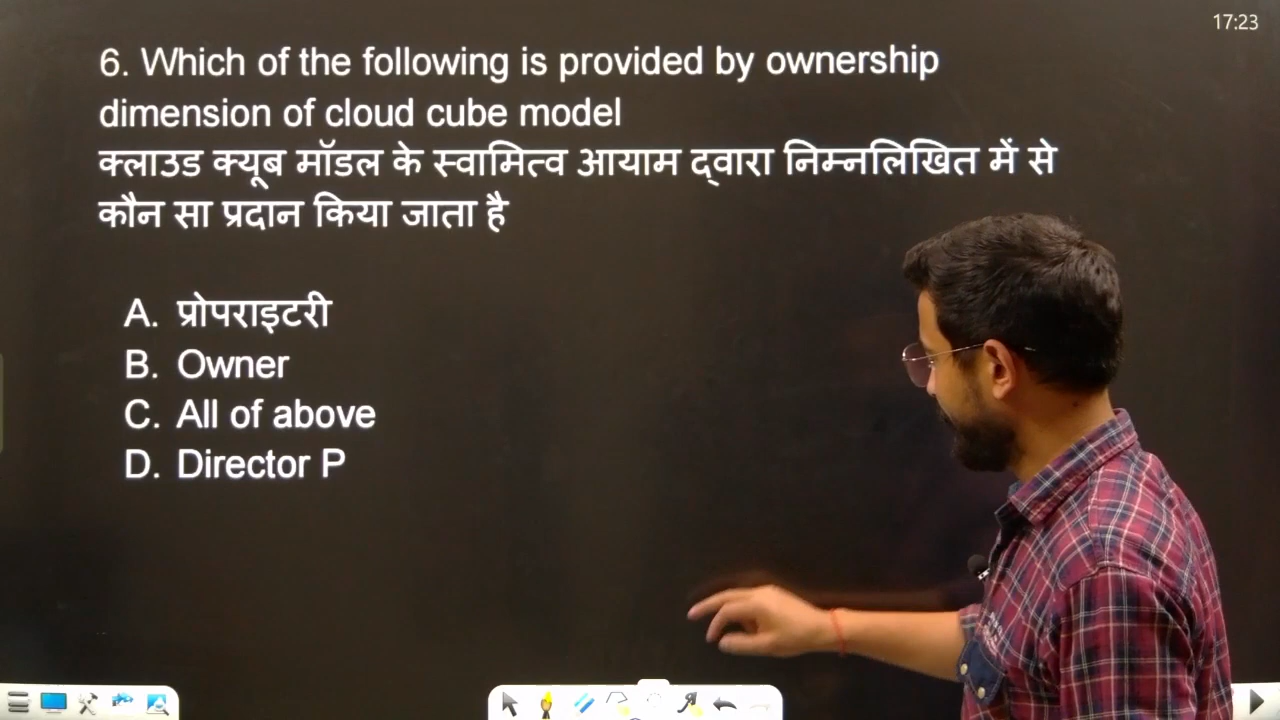 17:23
6. Which of the following is provided by ownership
dimension of cloud cube model
क्लाउड क्यूब मॉडल के स्वामित्व आयाम द्वारा निम्नलिखित में से
कौन सा प्रदान किया जाता है
A. प्रोपराइटरी
B. Owner
C. All of above
D. Director P